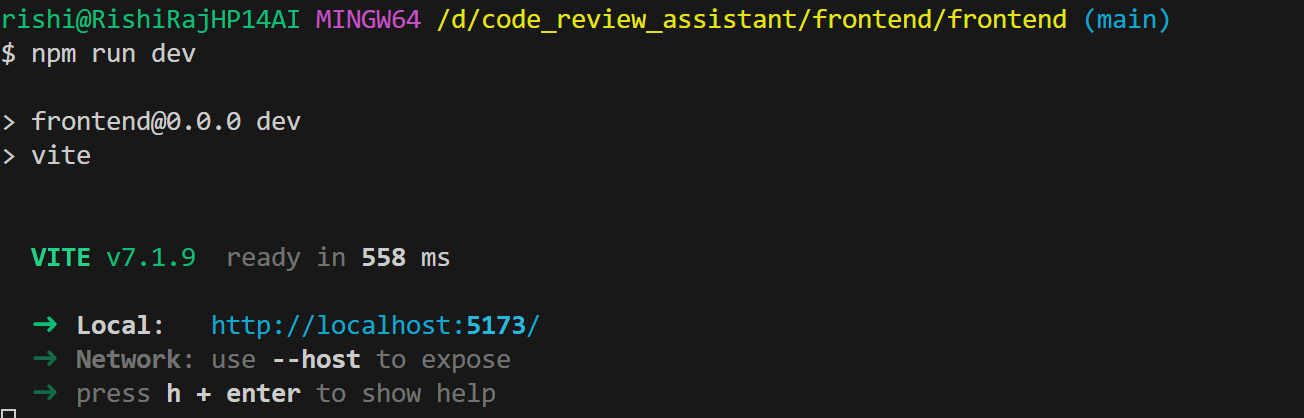 rishi@RishiRajHP14AI MINGW64 /d/code_review_assistant/frontend/frontend (main)
$ npm run dev
> frontend@0.0.0 dev
> vite
VITE v7.1.9  ready in 558 ms
➜ Local:   http://localhost:5173/
➜ Network: use --host to expose
➜ press h + enter to show help